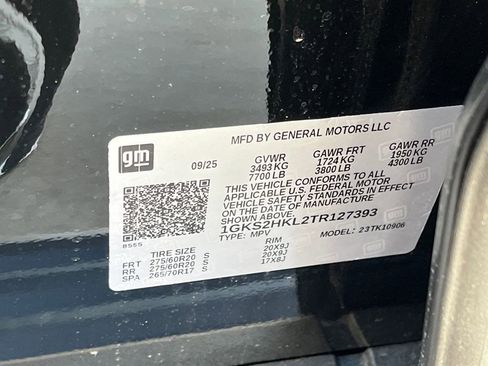 MFD BY GENERAL MOTORS LLC
gm
09/25 GVWR GAWR FRT GAWR RR
3493 KG 1724 KG 1950 KG
7700 LB 3800 LB 4300 LB
THIS VEHICLE CONFORMS TO ALL
APPLICABLE U.S. FEDERAL MOTOR
VEHICLE SAFETY STANDARDS IN EFFECT
ON THE DATE OF MANUFACTURE
SHOWN ABOVE.
1GKS2HKL2TR127393
TYPE: MPV MODEL: 23TK10906
B555
TIRE SIZE RIM
FRT 275/60R20 S 20X9J
RR 275/60R20 S 20X9J
SPA 265/70R17 S 17X8J